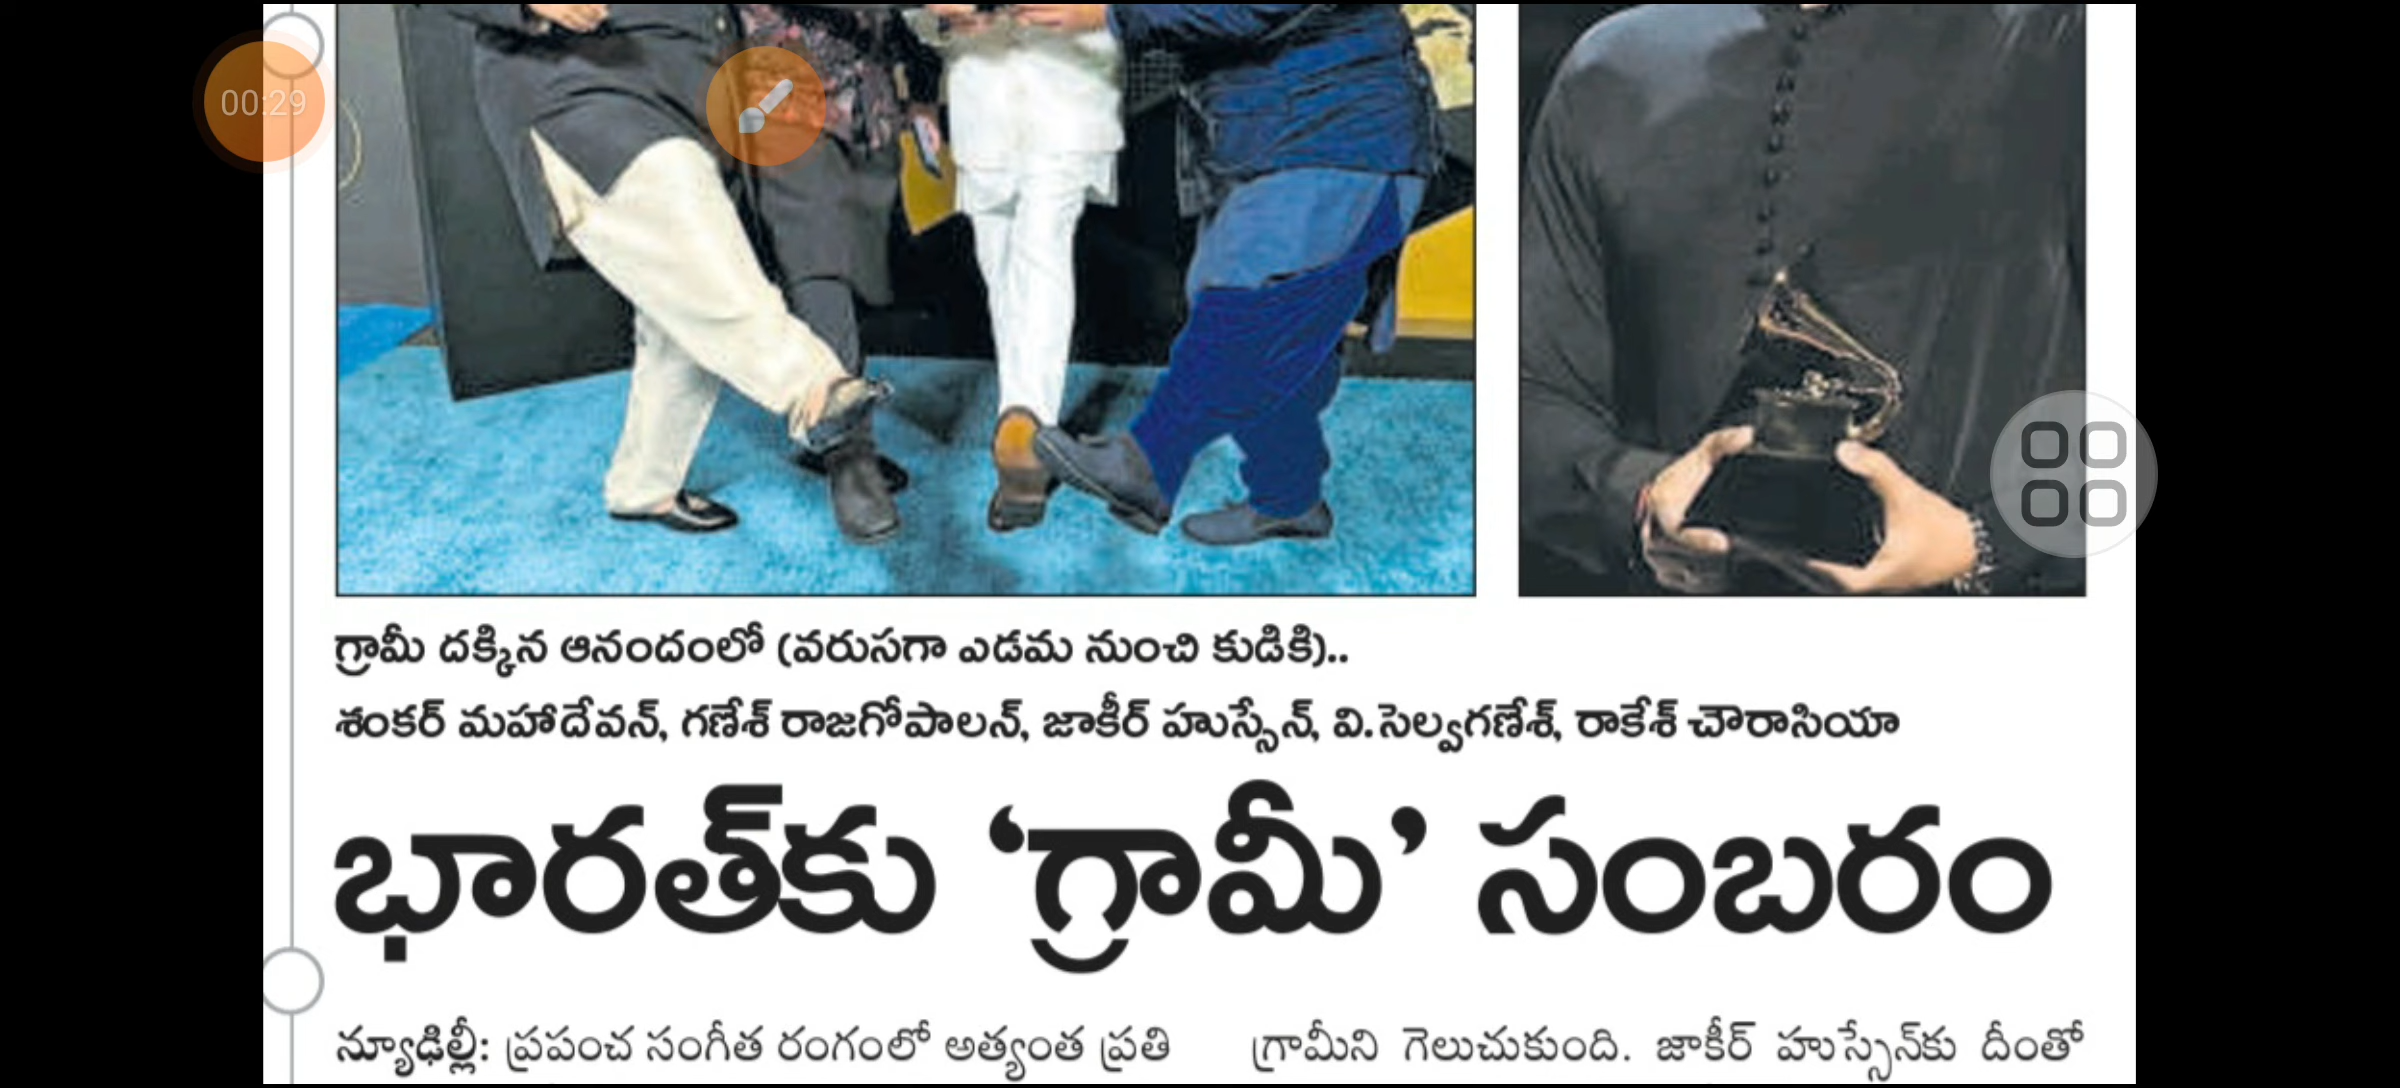 00:29
గ్రామీ దక్కిన ఆనందంలో (వరుసగా ఎడమ నుంచి కుడికి)..
శంకర్ మహాదేవన్, గణేశ్ రాజగోపాలన్, జాకీర్ హుస్సేన్, వి.సెల్వగణేశ్, రాకేశ్ చౌరాసియా
భారత్‌కు ‘గ్రామీ’ సంబరం
న్యూఢిల్లీ: ప్రపంచ సంగీత రంగంలో అత్యంత ప్రతి
గ్రామీని గెలుచుకుంది. జాకీర్ హుస్సేన్‌కు దీంతో